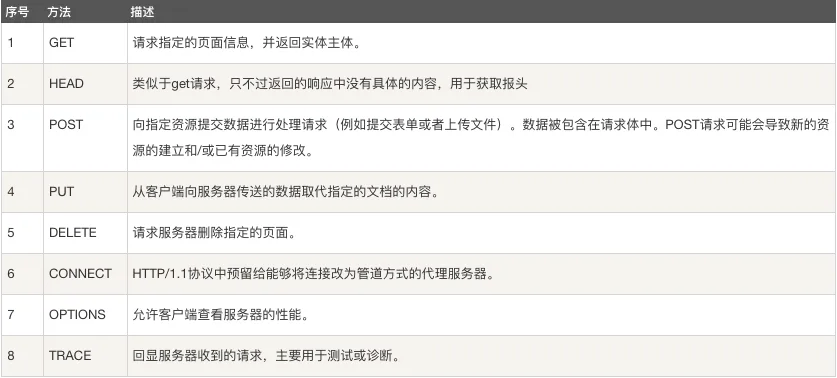 序号 方法 描述
1 GET 请求指定的页面信息，并返回实体主体。
2 HEAD 类似于get请求，只不过返回的响应中没有具体的内容，用于获取报头
3 POST 向指定资源提交数据进行处理请求（例如提交表单或者上传文件）。数据被包含在请求体中。POST请求可能会导致新的资
源的建立和/或已有资源的修改。
4 PUT 从客户端向服务器传送的数据取代指定的文档的内容。
5 DELETE 请求服务器删除指定的页面。
6 CONNECT HTTP/1.1协议中预留给能够将连接改为管道方式的代理服务器。
7 OPTIONS 允许客户端查看服务器的性能。
8 TRACE 回显服务器收到的请求，主要用于测试或诊断。